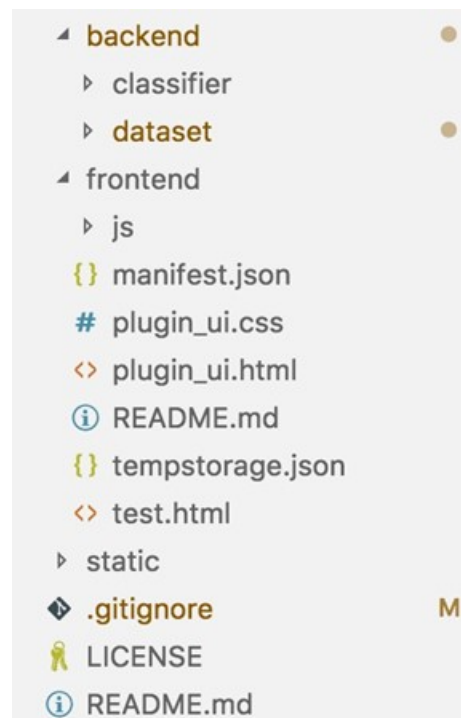 backend
classifier
dataset
frontend
js
{} manifest.json
# plugin_ui.css
<> plugin_ui.html
README.md
{} tempstorage.json
<> test.html
static
.gitignore M
LICENSE
README.md